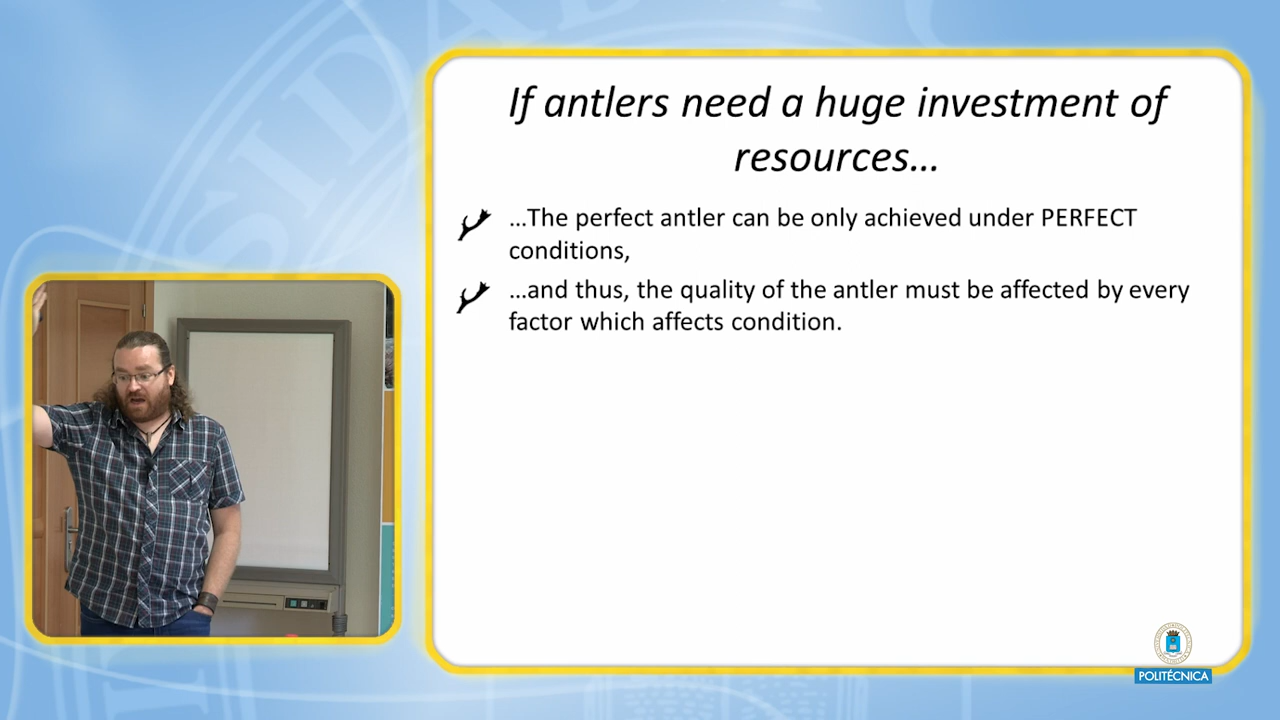 If antlers need a huge investment of
resources…
…The perfect antler can be only achieved under PERFECT
conditions,
…and thus, the quality of the antler must be affected by every
factor which affects condition.
POLITÉCNICA